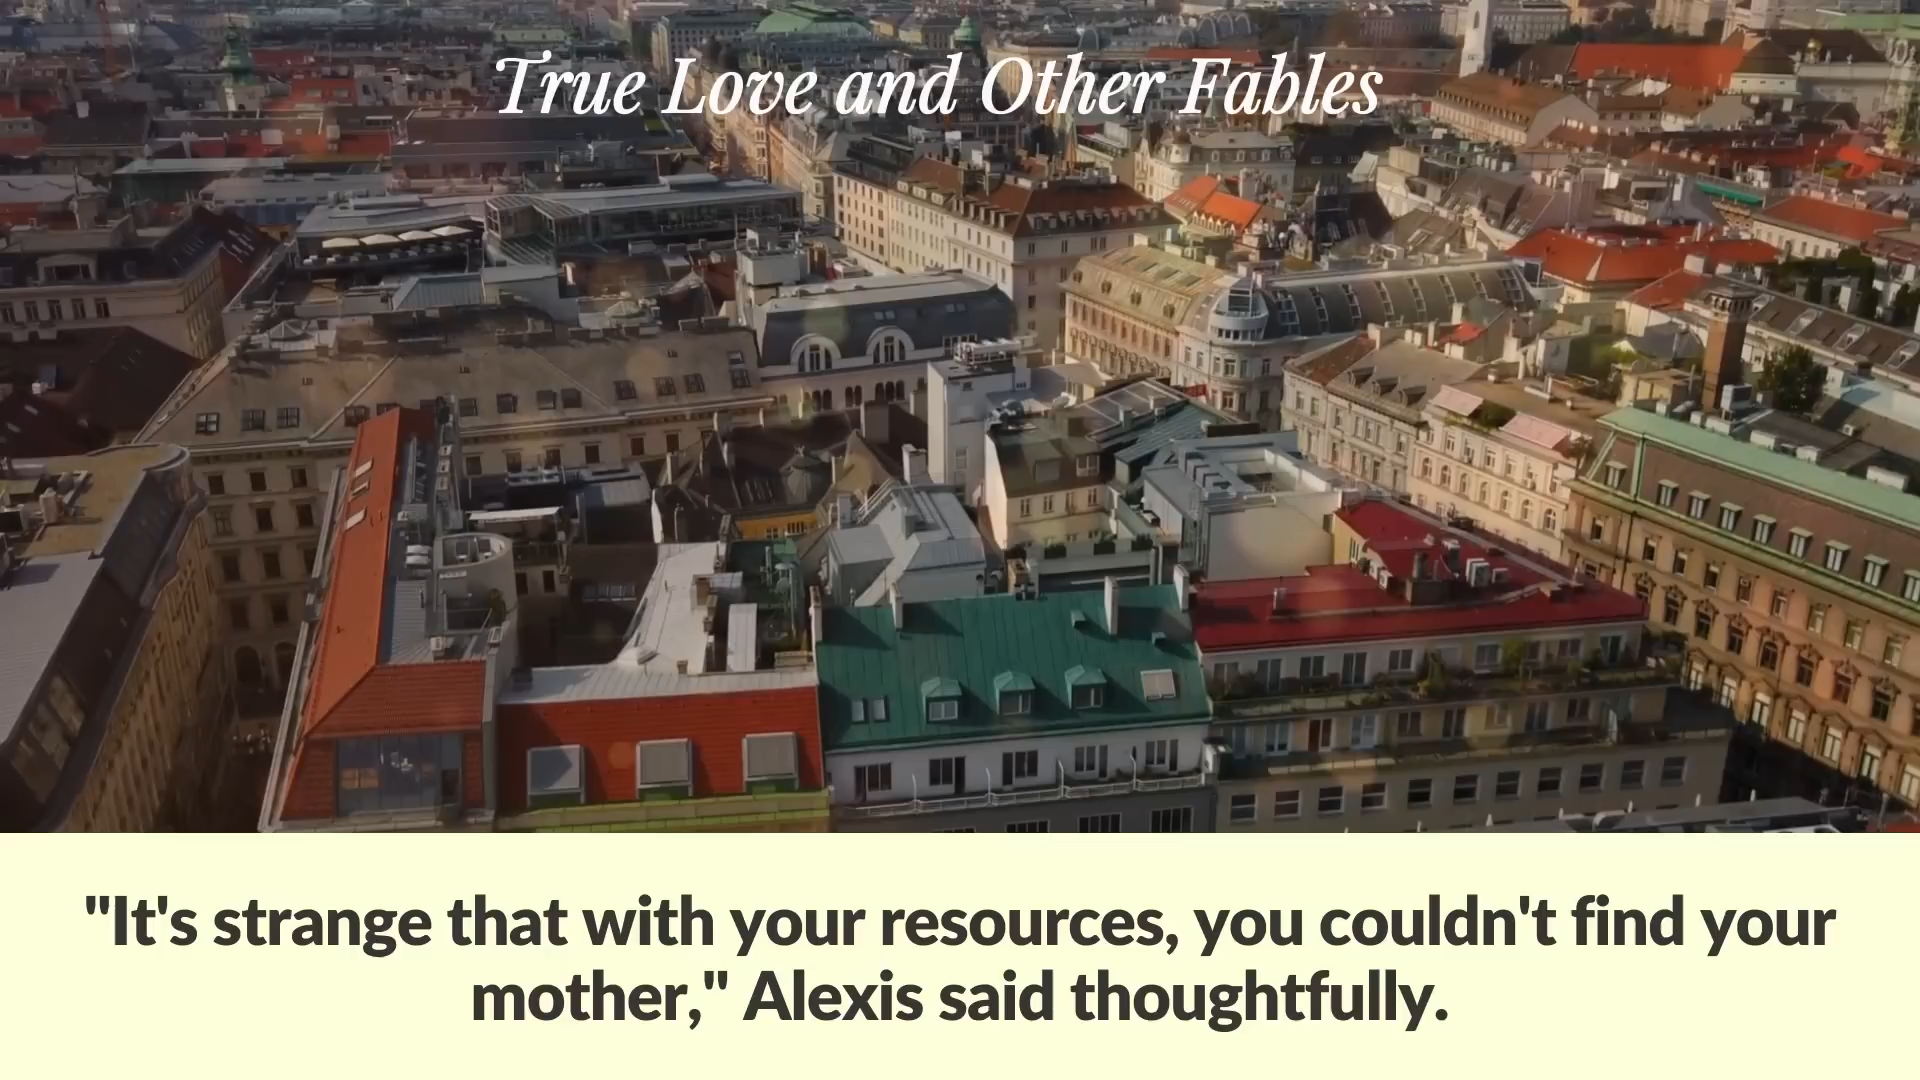 True Love and Other Fables
"It's strange that with your resources, you couldn't find your
mother," Alexis said thoughtfully.